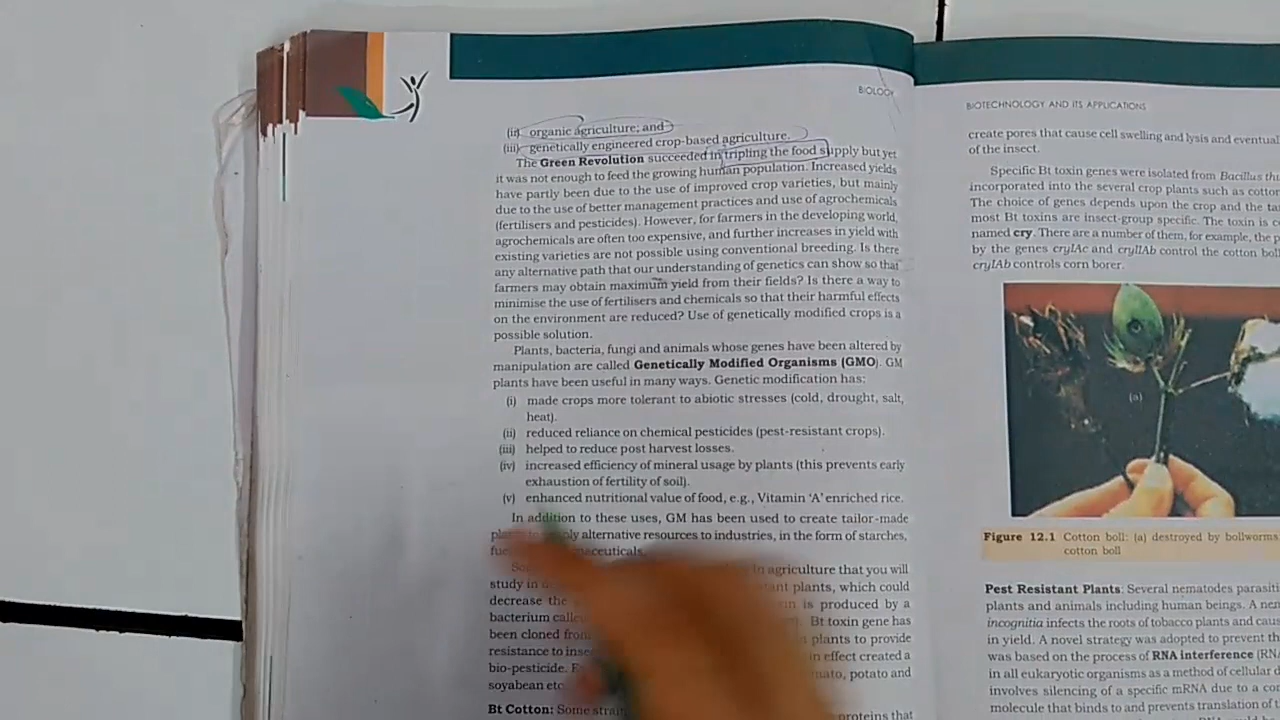 BIOLOGY
(ii) organic agriculture; and
(iii) genetically engineered crop-based agriculture.
The Green Revolution succeeded in tripling the food supply but yet
it was not enough to feed the growing human population. Increased yields
have partly been due to the use of improved crop varieties, but mainly
due to the use of better management practices and use of agrochemicals
(fertilisers and pesticides). However, for farmers in the developing world,
agrochemicals are often too expensive, and further increases in yield with
existing varieties are not possible using conventional breeding. Is there
any alternative path that our understanding of genetics can show so that
farmers may obtain maximum yield from their fields? Is there a way to
minimise the use of fertilisers and chemicals so that their harmful effects
on the environment are reduced? Use of genetically modified crops is a
possible solution.
Plants, bacteria, fungi and animals whose genes have been altered by
manipulation are called Genetically Modified Organisms (GMO). GM
plants have been useful in many ways. Genetic modification has:
(i) made crops more tolerant to abiotic stresses (cold, drought, salt,
heat).
(ii) reduced reliance on chemical pesticides (pest-resistant crops).
(iii) helped to reduce post harvest losses.
(iv) increased efficiency of mineral usage by plants (this prevents early
exhaustion of fertility of soil).
(v) enhanced nutritional value of food, e.g., Vitamin ‘A’ enriched rice.
In addition to these uses, GM has been used to create tailor-made
alternative resources to industries, in the form of starches,
in agriculture that you will
study in plants, which could
decrease the is produced by a
bacterium Bt toxin gene has
been cloned from plants to provide
resistance to in effect created a
bio-pesticide. potato and
soyabean etc
Bt Cotton: Some proteins that
BIOTECHNOLOGY AND ITS APPLICATIONS
create pores that cause cell swelling and lysis and
of the insect.
Specific Bt toxin genes were isolated from Bacillus
incorporated into the several crop plants such as
The choice of genes depends upon the crop and the
most Bt toxins are insect-group specific. The toxin is
named cry. There are a number of them, for example, the
by the genes cryIAc and cryIIAb control the cotton
cryIAb controls corn borer.
(a)
Figure 12.1 Cotton boll: (a) destroyed by bollworms
cotton boll
Pest Resistant Plants: Several nematodes
plants and animals including human beings. A
incognitia infects the roots of tobacco plants and
in yield. A novel strategy was adopted to prevent
was based on the process of RNA interference
in all eukaryotic organisms as a method of cellular
involves silencing of a specific mRNA due to a
molecule that binds to and prevents translation of